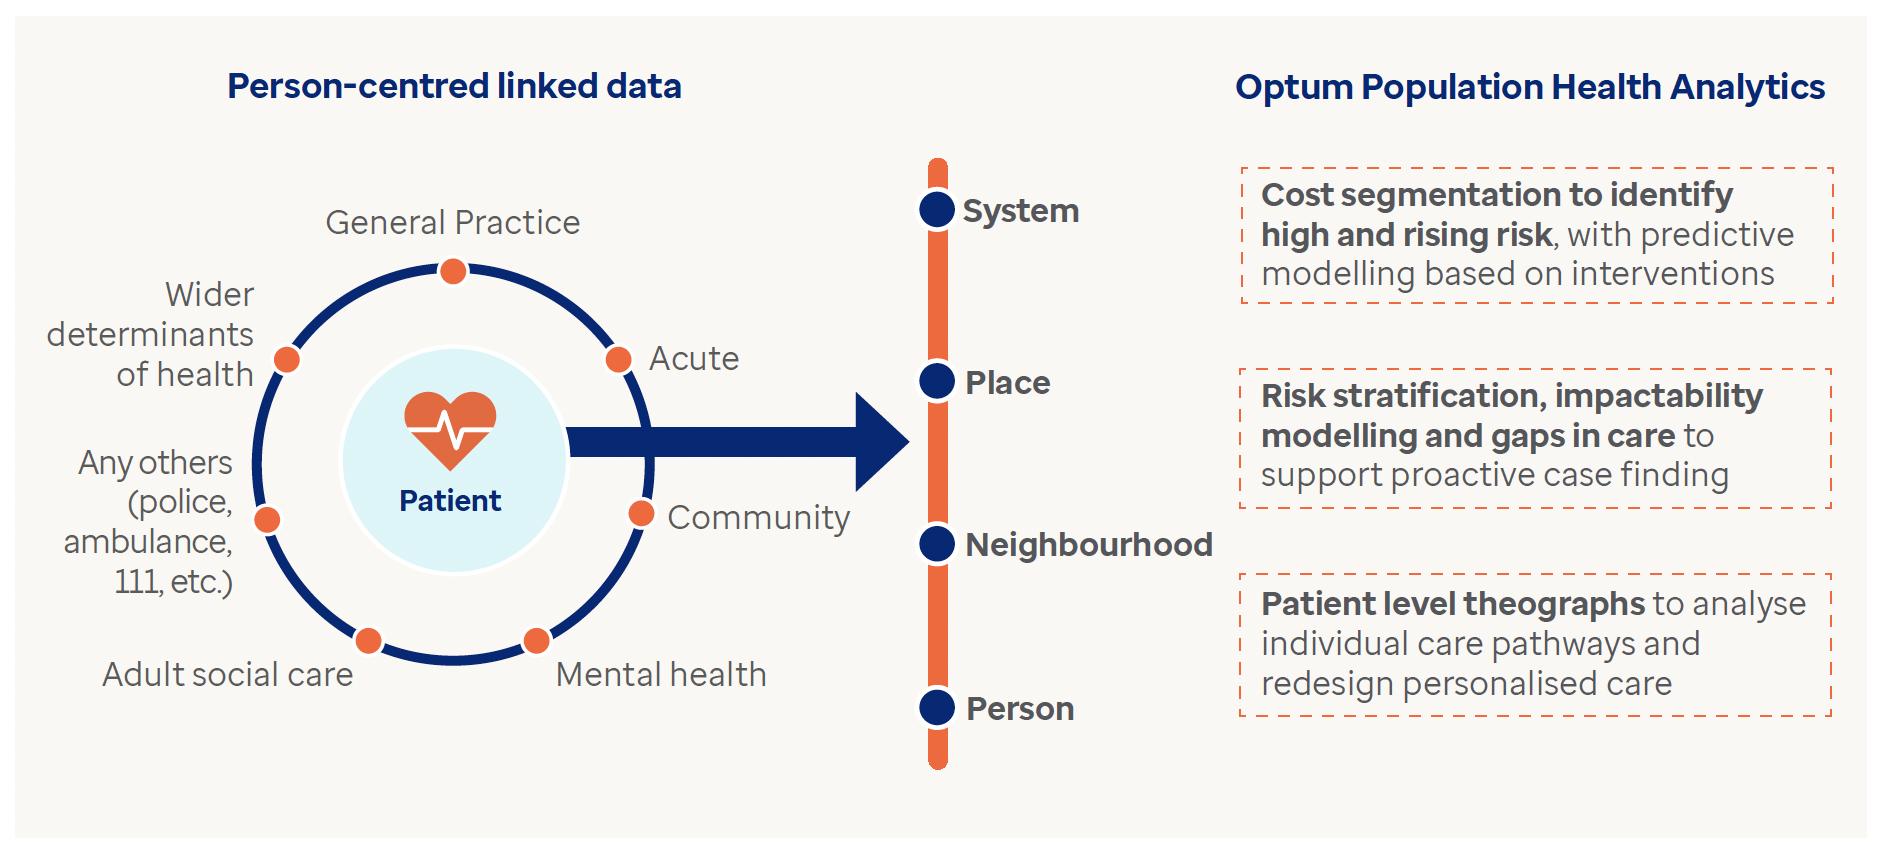 Person-centred linked data
General Practice
Acute
Community
Mental health
Adult social care
Any others
(police,
ambulance,
111, etc.)
Wider
determinants
of health
Patient
System
Place
Neighbourhood
Person
Optum Population Health Analytics
Cost segmentation to identify
high and rising risk, with predictive
modelling based on interventions
Risk stratification, impactability
modelling and gaps in care to
support proactive case finding
Patient level theographs to analyse
individual care pathways and
redesign personalised care